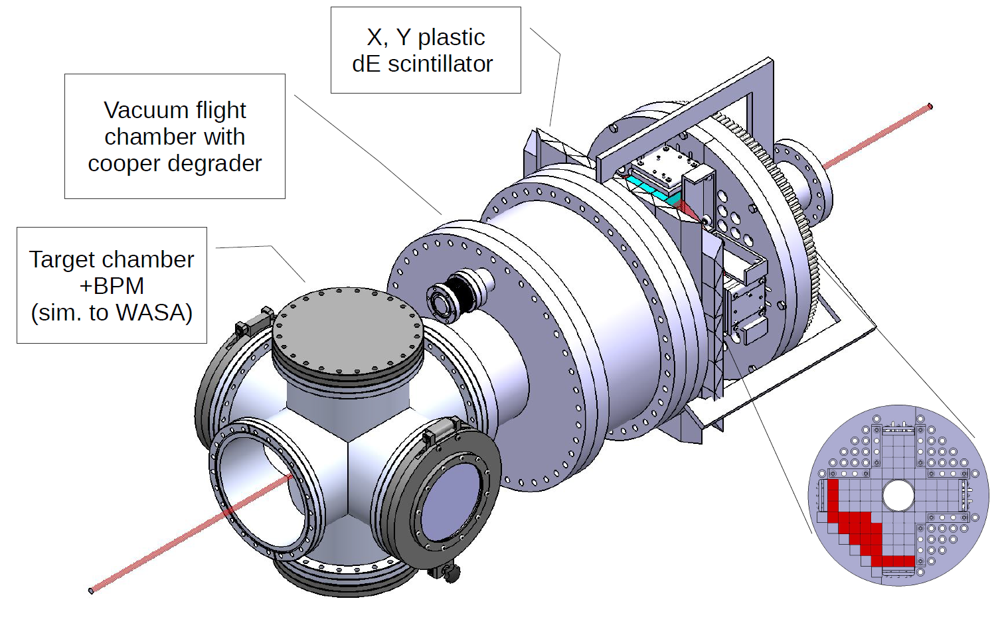 X, Y plastic
dE scintillator
Vacuum flight
chamber with
cooper degrader
Target chamber
+BPM
(sim. to WASA)